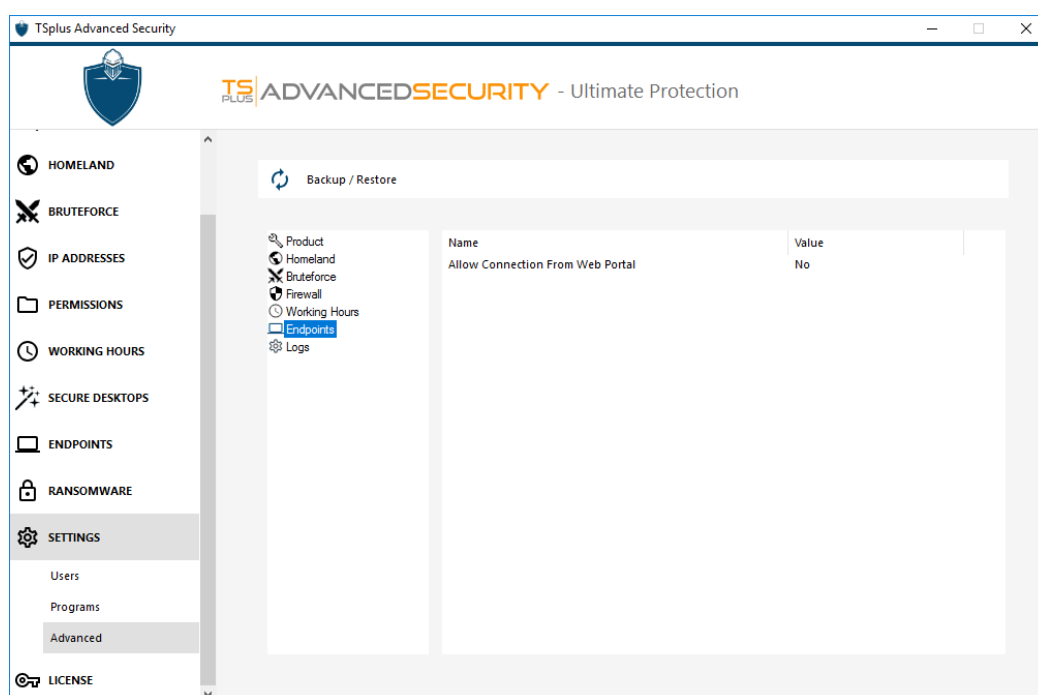 TSplus Advanced Security
TS PLUS ADVANCEDSECURITY - Ultimate Protection
HOMELAND
BRUTEFORCE
IP ADDRESSES
PERMISSIONS
WORKING HOURS
SECURE DESKTOPS
ENDPOINTS
RANSOMWARE
SETTINGS
Users
Programs
Advanced
LICENSE
Backup / Restore
Product
Homeland
Bruteforce
Firewall
Working Hours
Endpoints
Logs
Name Value
Allow Connection From Web Portal No